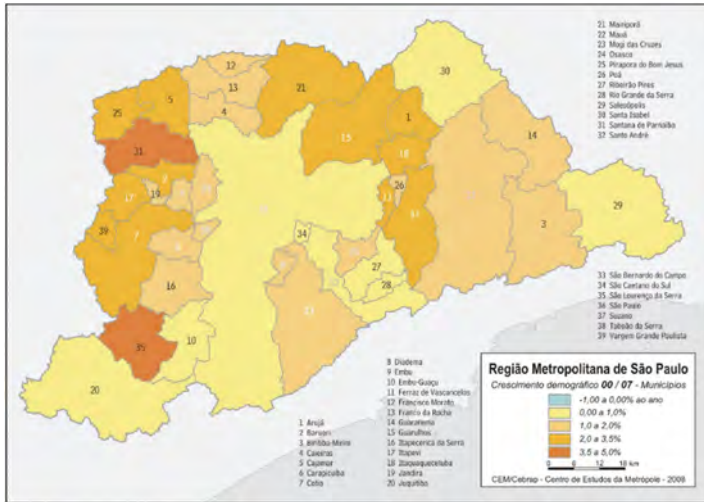 21 Mairiporã
22 Mauá
23 Mogi das Cruzes
24 Osasco
25 Pirapora do Bom Jesus
26 Poá
27 Ribeirão Pires
28 Rio Grande da Serra
29 Salesópolis
30 Santa Isabel
31 Santana de Parnaíba
32 Santo André
12
13
4
21
30
25
5
1
15
14
31
18
19
26
17
39
7
3
29
34
27
16
28
33
35
10
20
33 São Bernardo do Campo
34 São Caetano do Sul
35 São Lourenço da Serra
36 São Paulo
37 Suzano
38 Taboão da Serra
39 Vargem Grande Paulista
8 Diadema
9 Embu
10 Embu-Guaçu
11 Ferraz de Vasconcelos
12 Francisco Morato
13 Franco da Rocha
14 Guararema
15 Guarulhos
16 Itapecerica da Serra
17 Itapevi
18 Itaquaquecetuba
19 Jandira
20 Juquitiba
1 Arujá
2 Barueri
3 Biritiba-Mirim
4 Caieiras
5 Cajamar
6 Carapicuíba
7 Cotia
Região Metropolitana de São Paulo
Crescimento demográfico 00 / 07 - Municípios
-1,00 a 0,00% ao ano
0,00 a 1,0%
1,0 a 2,0%
2,0 a 3,5%
3,5 a 5,0%
0 6 12 18 km
CEM/Cebrap - Centro de Estudos da Metrópole - 2008